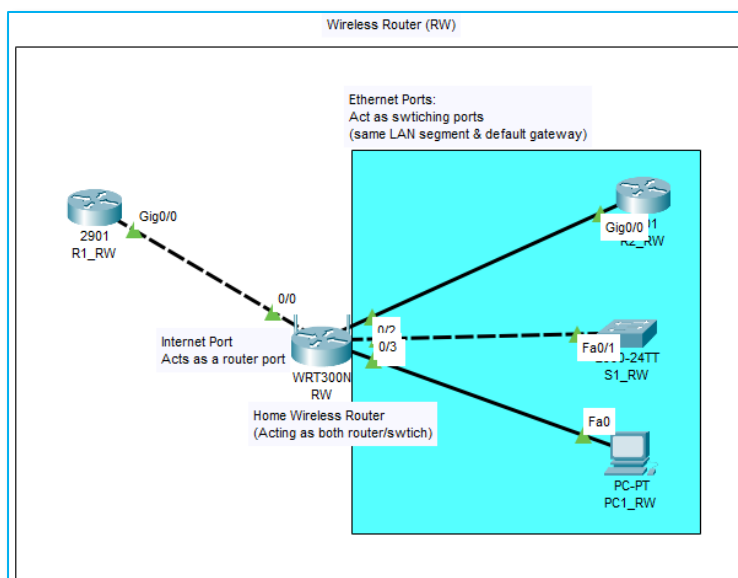 Wireless Router (RW)
Ethernet Ports:
Act as swtiching ports
(same LAN segment & default gateway)
Gig0/0
2901
R1_RW
0/0
Gig0/0
R2_RW
Internet Port
Acts as a router port
0/2
0/3
WRT300N
RW
Fa0/1
S1_RW
Home Wireless Router
(Acting as both router/swtich)
Fa0
PC-PT
PC1_RW